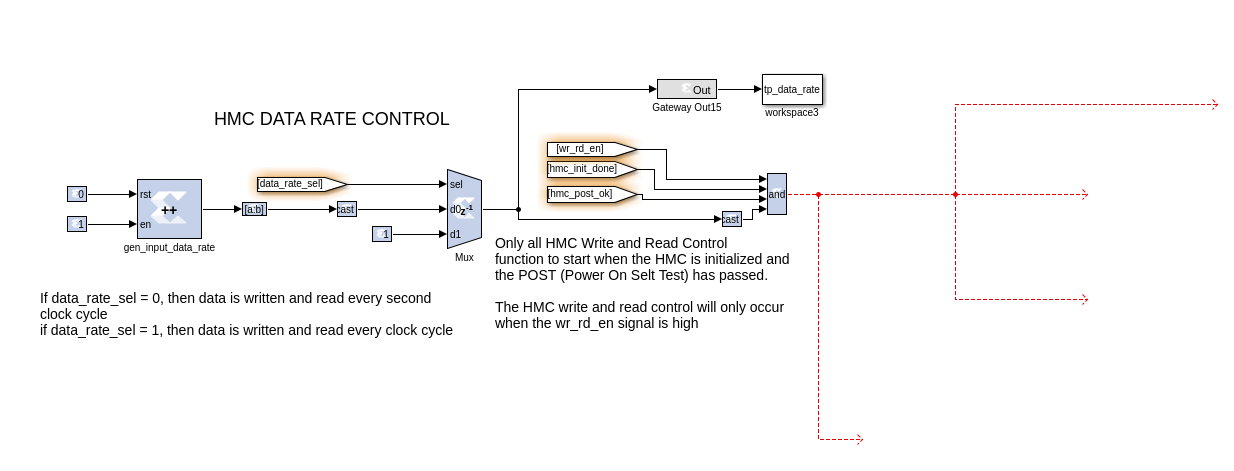 Out
tp_data_rate
Gateway Out15
workspace3
HMC DATA RATE CONTROL
[wr_rd_en]
[hmc_init_done]
[data_rate_sel]
[hmc_post_ok]
sel
0
rst
and
++
[a:b]
cast
d0
z-1
cast
1
en
1
d1
gen_input_data_rate
Mux
Only all HMC Write and Read Control
function to start when the HMC is initialized and
the POST (Power On Selt Test) has passed.
If data_rate_sel = 0, then data is written and read every second
clock cycle
if data_rate_sel = 1, then data is written and read every clock cycle
The HMC write and read control will only occur
when the wr_rd_en signal is high